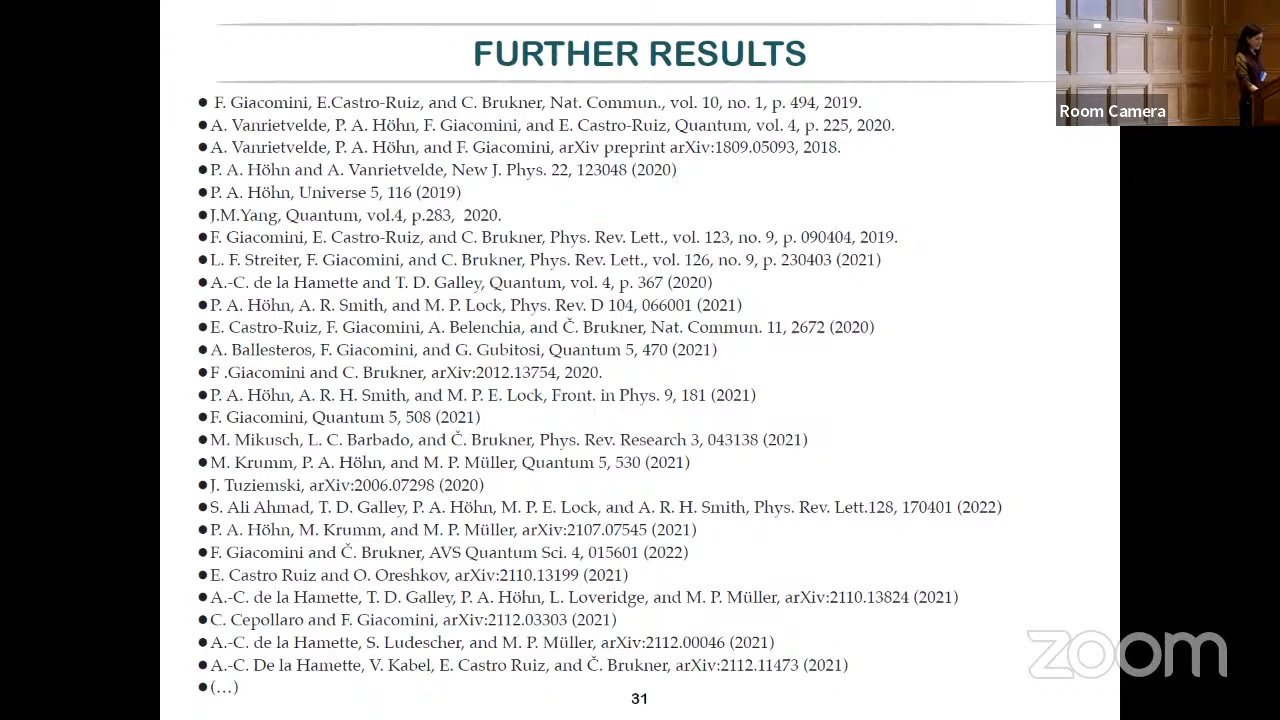 FURTHER RESULTS
Room Camera
● F. Giacomini, E.Castro-Ruiz, and C. Brukner, Nat. Commun., vol. 10, no. 1, p. 494, 2019.
● A. Vanrietvelde, P. A. Höhn, F. Giacomini, and E. Castro-Ruiz, Quantum, vol. 4, p. 225, 2020.
● A. Vanrietvelde, P. A. Höhn, and F. Giacomini, arXiv preprint arXiv:1809.05093, 2018.
● P. A. Höhn and A. Vanrietvelde, New J. Phys. 22, 123048 (2020)
● P. A. Höhn, Universe 5, 116 (2019)
● J.M.Yang, Quantum, vol.4, p.283, 2020.
● F. Giacomini, E. Castro-Ruiz, and C. Brukner, Phys. Rev. Lett., vol. 123, no. 9, p. 090404, 2019.
● L. F. Streiter, F. Giacomini, and C. Brukner, Phys. Rev. Lett., vol. 126, no. 9, p. 230403 (2021)
● A.-C. de la Hamette and T. D. Galley, Quantum, vol. 4, p. 367 (2020)
● P. A. Höhn, A. R. Smith, and M. P. Lock, Phys. Rev. D 104, 066001 (2021)
● E. Castro-Ruiz, F. Giacomini, A. Belenchia, and Č. Brukner, Nat. Commun. 11, 2672 (2020)
● A. Ballesteros, F. Giacomini, and G. Gubitosi, Quantum 5, 470 (2021)
● F .Giacomini and C. Brukner, arXiv:2012.13754, 2020.
● P. A. Höhn, A. R. H. Smith, and M. P. E. Lock, Front. in Phys. 9, 181 (2021)
● F. Giacomini, Quantum 5, 508 (2021)
● M. Mikusch, L. C. Barbado, and Č. Brukner, Phys. Rev. Research 3, 043138 (2021)
● M. Krumm, P. A. Höhn, and M. P. Müller, Quantum 5, 530 (2021)
● J. Tuziemski, arXiv:2006.07298 (2020)
● S. Ali Ahmad, T. D. Galley, P. A. Höhn, M. P. E. Lock, and A. R. H. Smith, Phys. Rev. Lett.128, 170401 (2022)
● P. A. Höhn, M. Krumm, and M. P. Müller, arXiv:2107.07545 (2021)
● F. Giacomini and Č. Brukner, AVS Quantum Sci. 4, 015601 (2022)
● E. Castro Ruiz and O. Oreshkov, arXiv:2110.13199 (2021)
● A.-C. de la Hamette, T. D. Galley, P. A. Höhn, L. Loveridge, and M. P. Müller, arXiv:2110.13824 (2021)
● C. Cepollaro and F. Giacomini, arXiv:2112.03303 (2021)
● A.-C. de la Hamette, S. Ludescher, and M. P. Müller, arXiv:2112.00046 (2021)
● A.-C. De la Hamette, V. Kabel, E. Castro Ruiz, and Č. Brukner, arXiv:2112.11473 (2021)
● (…)
31
zoom